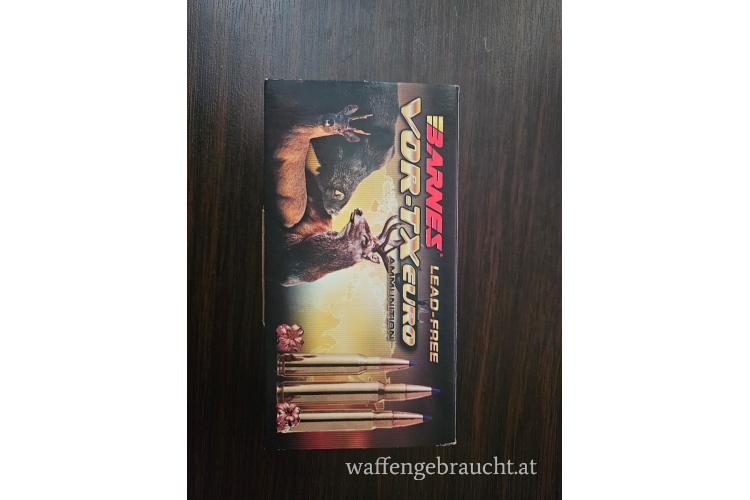 BARNES
LEAD-FREE
VOR-TX EURO
AMMUNITION
waffengebraucht.at